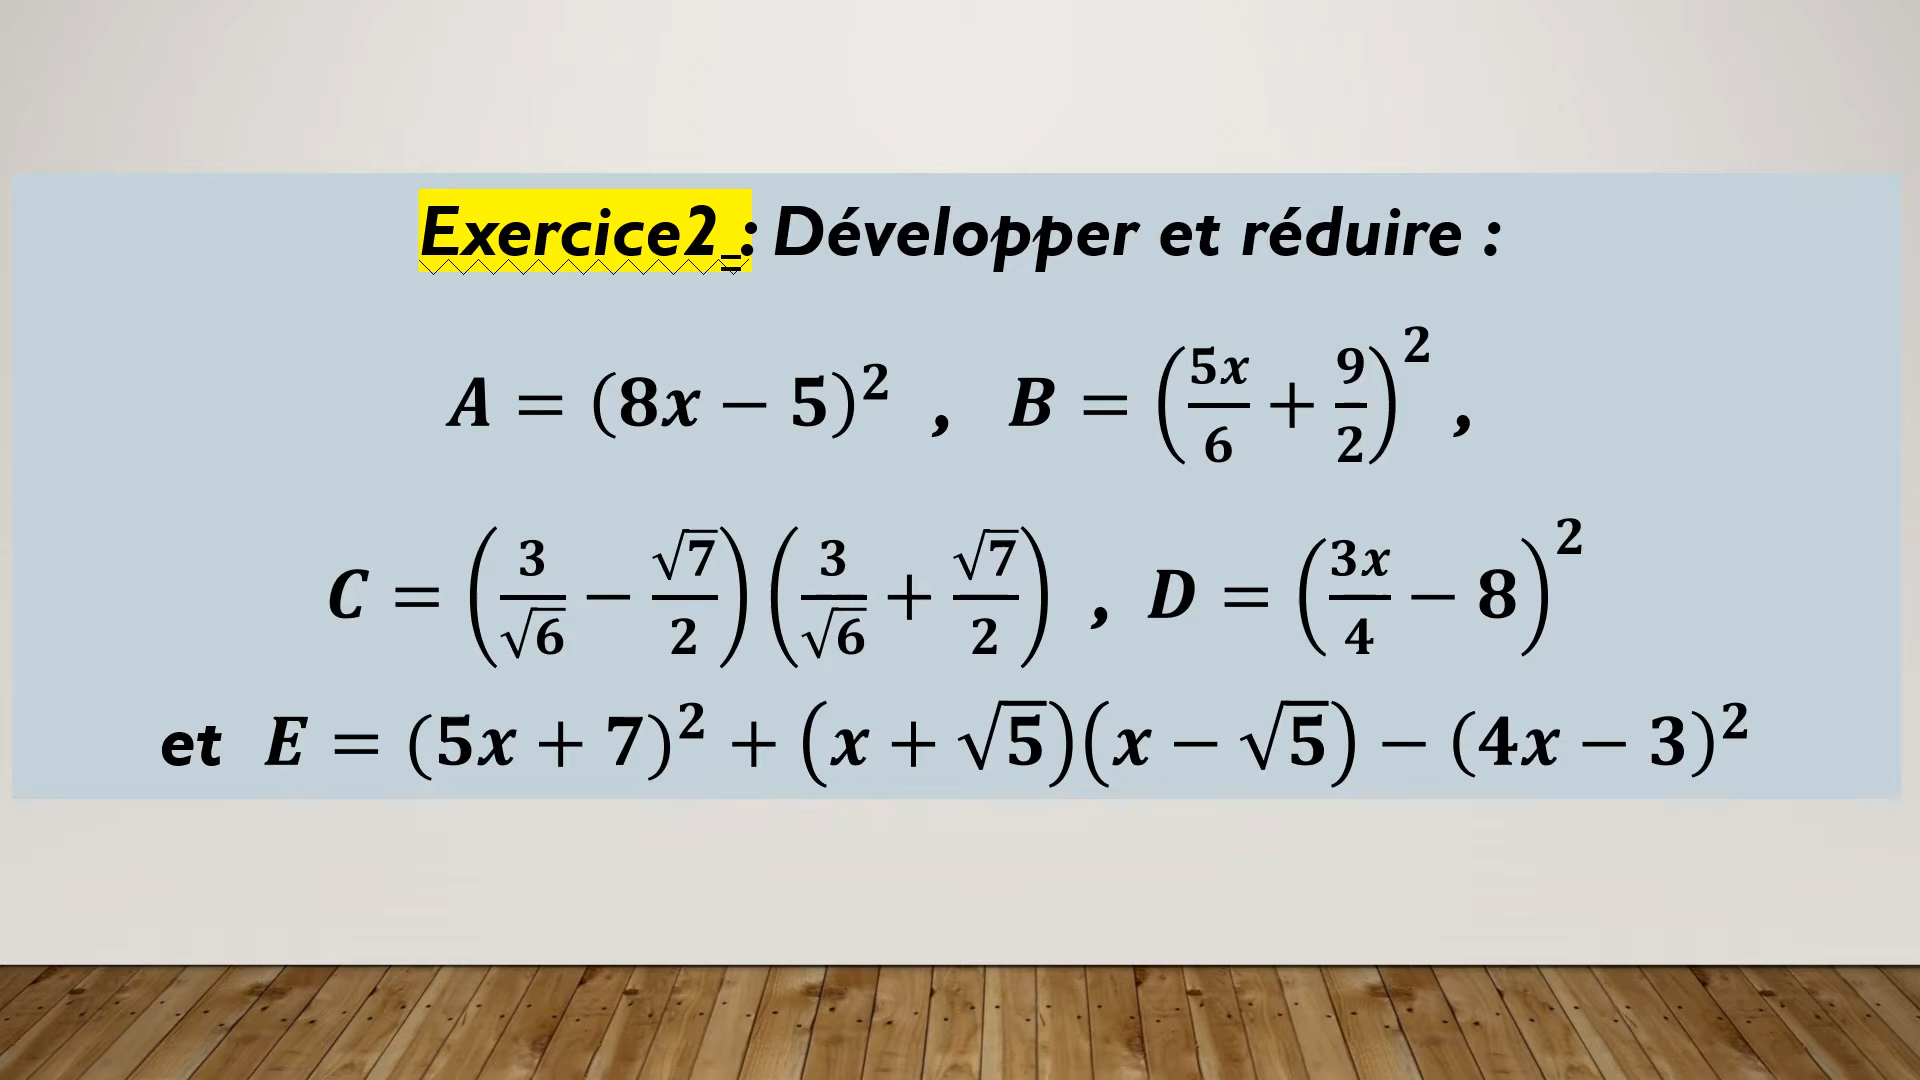 Exercice2 : Développer et réduire :
A = (8x − 5)² , B = (5x/6 + 9/2)² ,
C = (3/√6 − √7/2)(3/√6 + √7/2) , D = (3x/4 − 8)²
et E = (5x + 7)² + (x + √5)(x − √5) − (4x − 3)²